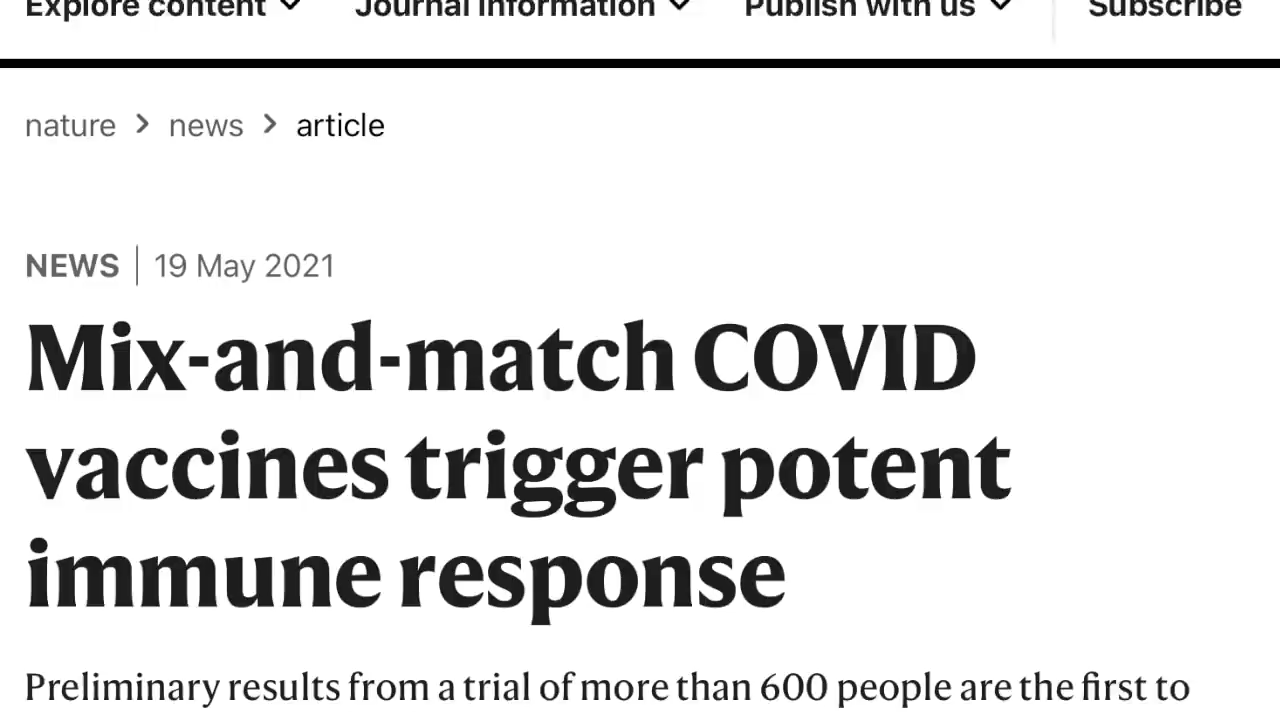 Explore content Journal information Publish with us Subscribe
nature > news > article
NEWS | 19 May 2021
Mix-and-match COVID
vaccines trigger potent
immune response
Preliminary results from a trial of more than 600 people are the first to